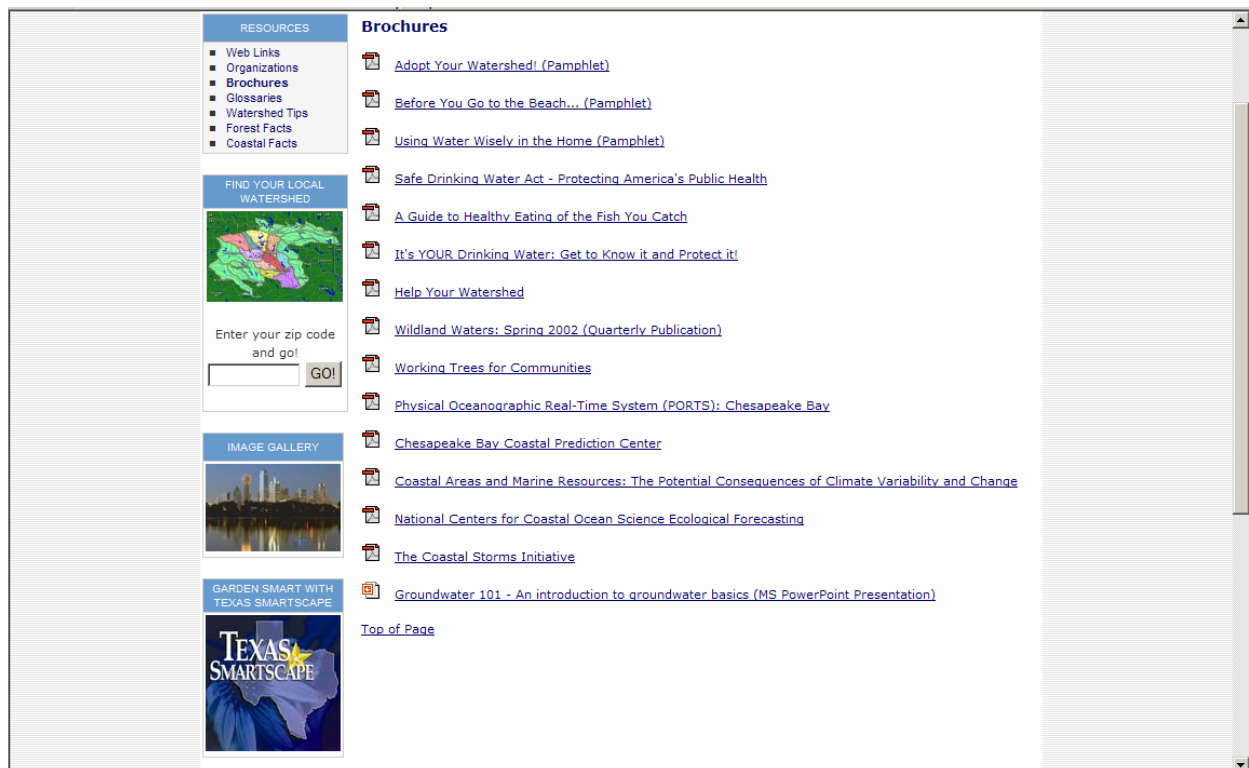 RESOURCES
Web Links
Organizations
Brochures
Glossaries
Watershed Tips
Forest Facts
Coastal Facts
FIND YOUR LOCAL
WATERSHED
Enter your zip code
and go!
GO!
IMAGE GALLERY
GARDEN SMART WITH
TEXAS SMARTSCAPE
TEXAS
SMARTSCAPE
Brochures
Adopt Your Watershed! (Pamphlet)
Before You Go to the Beach... (Pamphlet)
Using Water Wisely in the Home (Pamphlet)
Safe Drinking Water Act - Protecting America's Public Health
A Guide to Healthy Eating of the Fish You Catch
It's YOUR Drinking Water: Get to Know it and Protect it!
Help Your Watershed
Wildland Waters: Spring 2002 (Quarterly Publication)
Working Trees for Communities
Physical Oceanographic Real-Time System (PORTS): Chesapeake Bay
Chesapeake Bay Coastal Prediction Center
Coastal Areas and Marine Resources: The Potential Consequences of Climate Variability and Change
National Centers for Coastal Ocean Science Ecological Forecasting
The Coastal Storms Initiative
Groundwater 101 - An introduction to groundwater basics (MS PowerPoint Presentation)
Top of Page